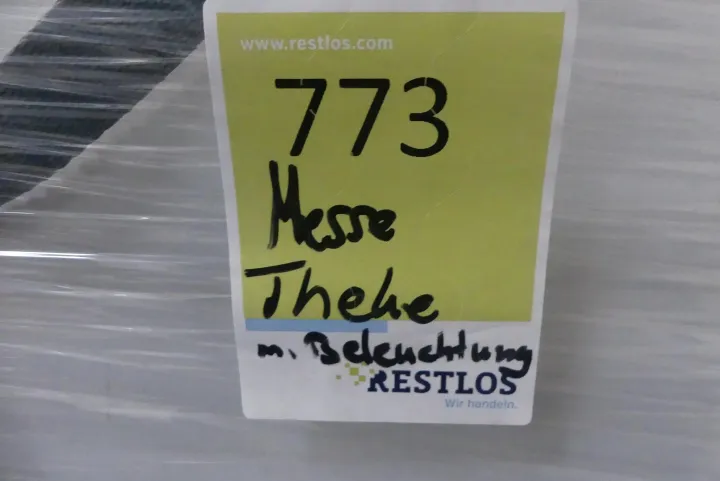 www.restlos.com
773
Messe
Theke
m. Beleuchtung
RESTLOS
Wir handeln.